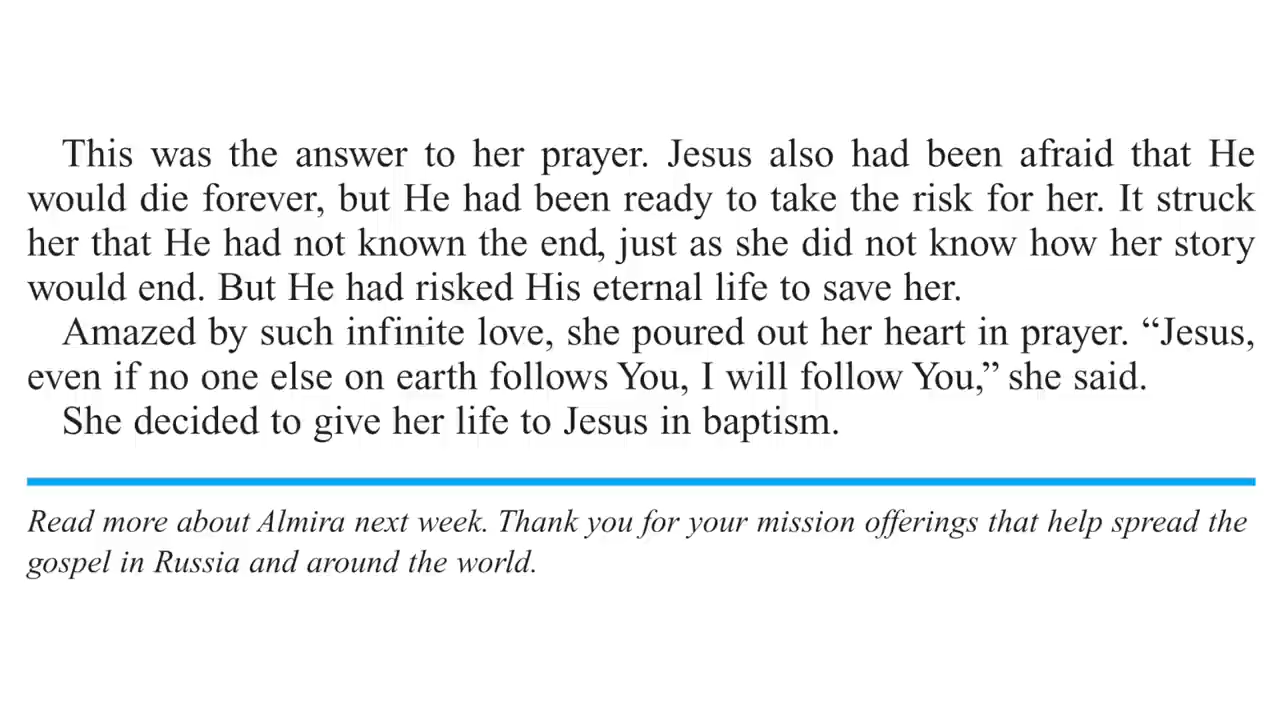 This was the answer to her prayer. Jesus also had been afraid that He
would die forever, but He had been ready to take the risk for her. It struck
her that He had not known the end, just as she did not know how her story
would end. But He had risked His eternal life to save her.
Amazed by such infinite love, she poured out her heart in prayer. “Jesus,
even if no one else on earth follows You, I will follow You,” she said.
She decided to give her life to Jesus in baptism.
Read more about Almira next week. Thank you for your mission offerings that help spread the
gospel in Russia and around the world.